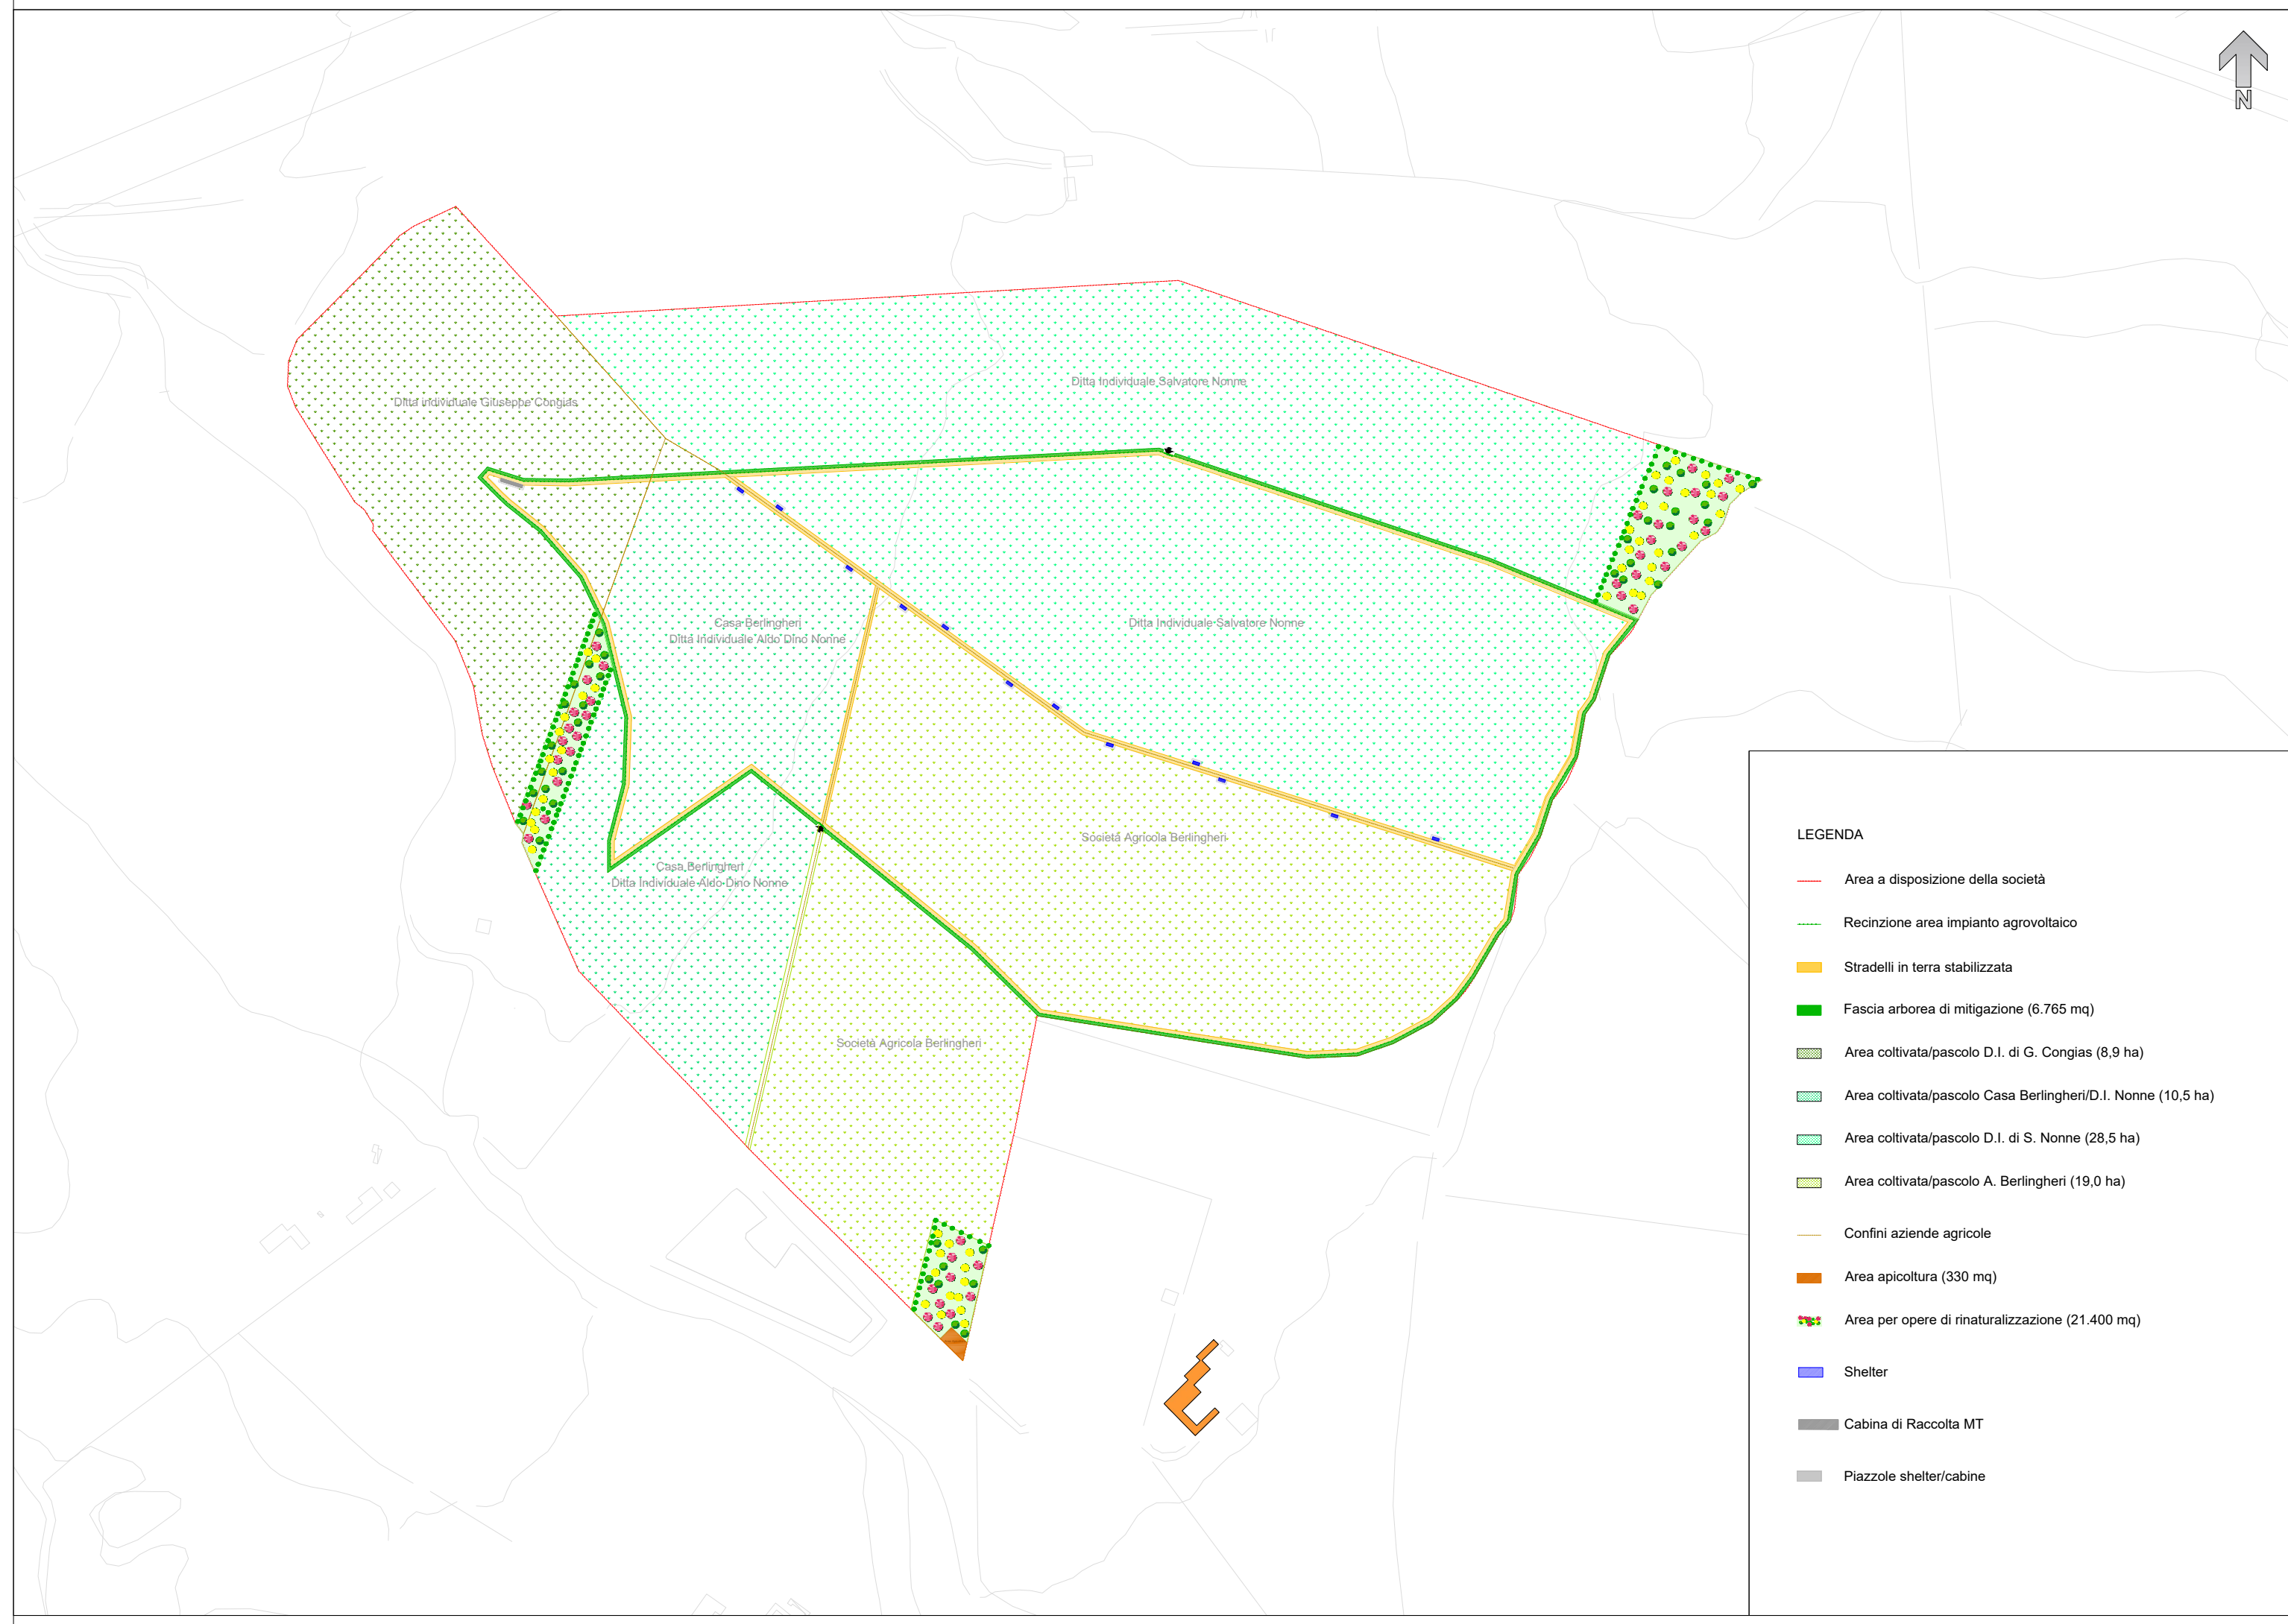 N
Ditta Individuale Salvatore Nonne
Ditta individuale Giuseppe Congias
Casa Berlingheri
Ditta Individuale Aldo Dino Nonne
Ditta Individuale Salvatore Nonne
Società Agricola Berlingheri
Casa Berlingheri
Ditta Individuale Aldo Dino Nonne
Società Agricola Berlingheri
LEGENDA
Area a disposizione della società
Recinzione area impianto agrovoltaico
Stradelli in terra stabilizzata
Fascia arborea di mitigazione (6.765 mq)
Area coltivata/pascolo D.I. di G. Congias (8,9 ha)
Area coltivata/pascolo Casa Berlingheri/D.I. Nonne (10,5 ha)
Area coltivata/pascolo D.I. di S. Nonne (28,5 ha)
Area coltivata/pascolo A. Berlingheri (19,0 ha)
Confini aziende agricole
Area apicoltura (330 mq)
Area per opere di rinaturalizzazione (21.400 mq)
Shelter
Cabina di Raccolta MT
Piazzole shelter/cabine